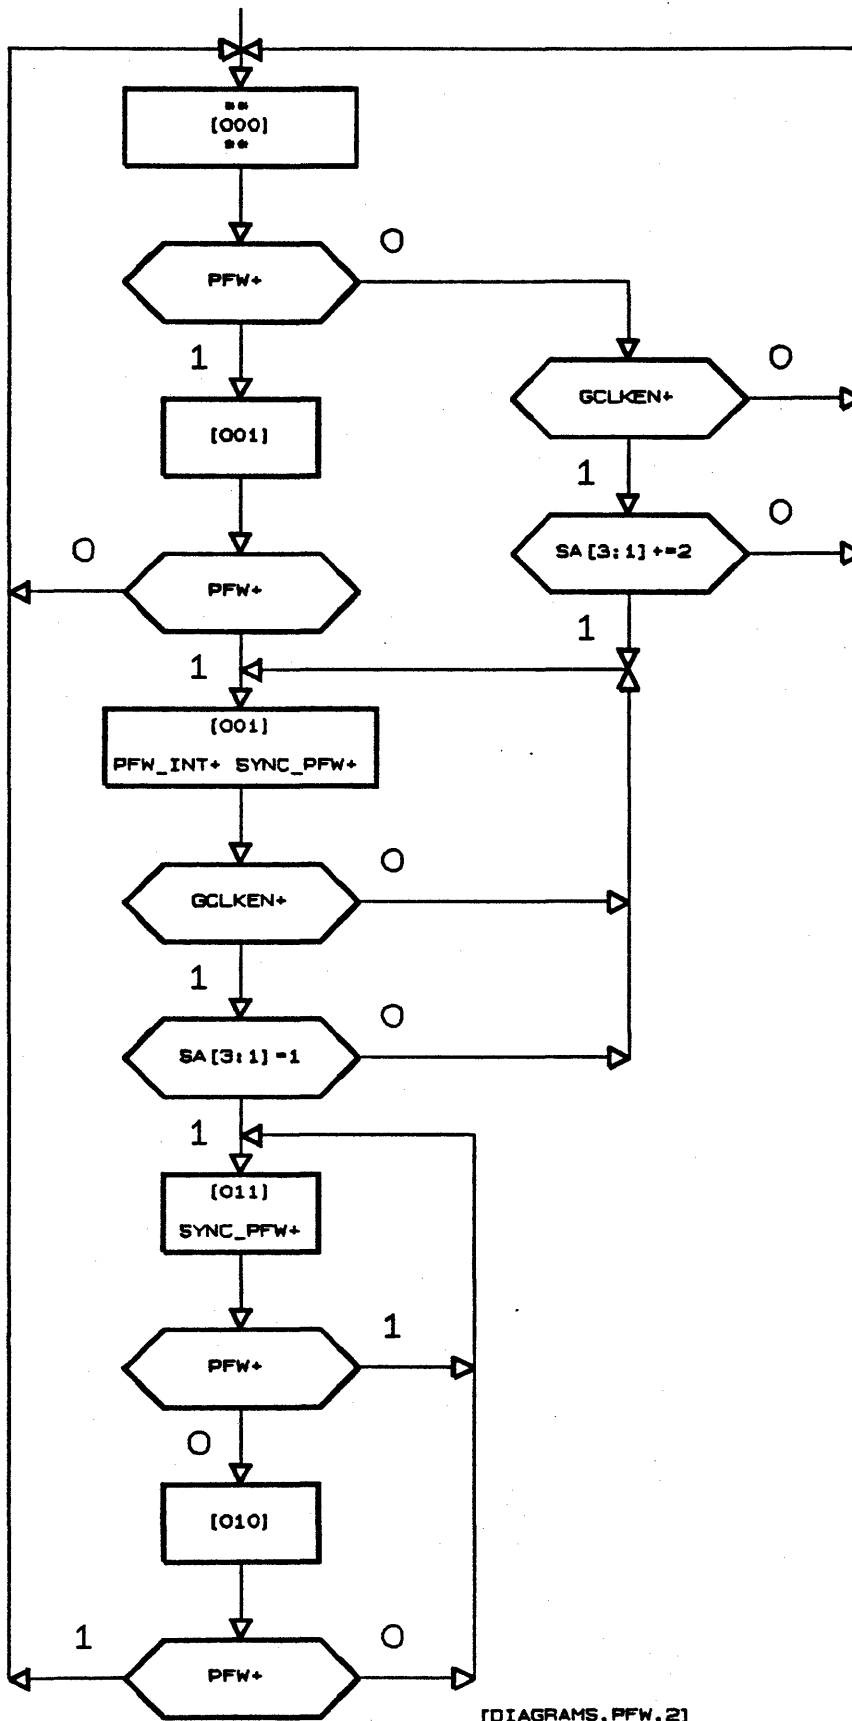 **
[000]
**
PFW+
0
1
GCLKEN+
0
[001]
1
SA[3:1]+=2
0
0
PFW+
1
1
[001]
PFW_INT+ SYNC_PFW+
0
GCLKEN+
1
0
SA[3:1]=1
1
[011]
SYNC_PFW+
1
PFW+
0
[010]
1
0
PFW+
[DIAGRAMS.PFW.2]